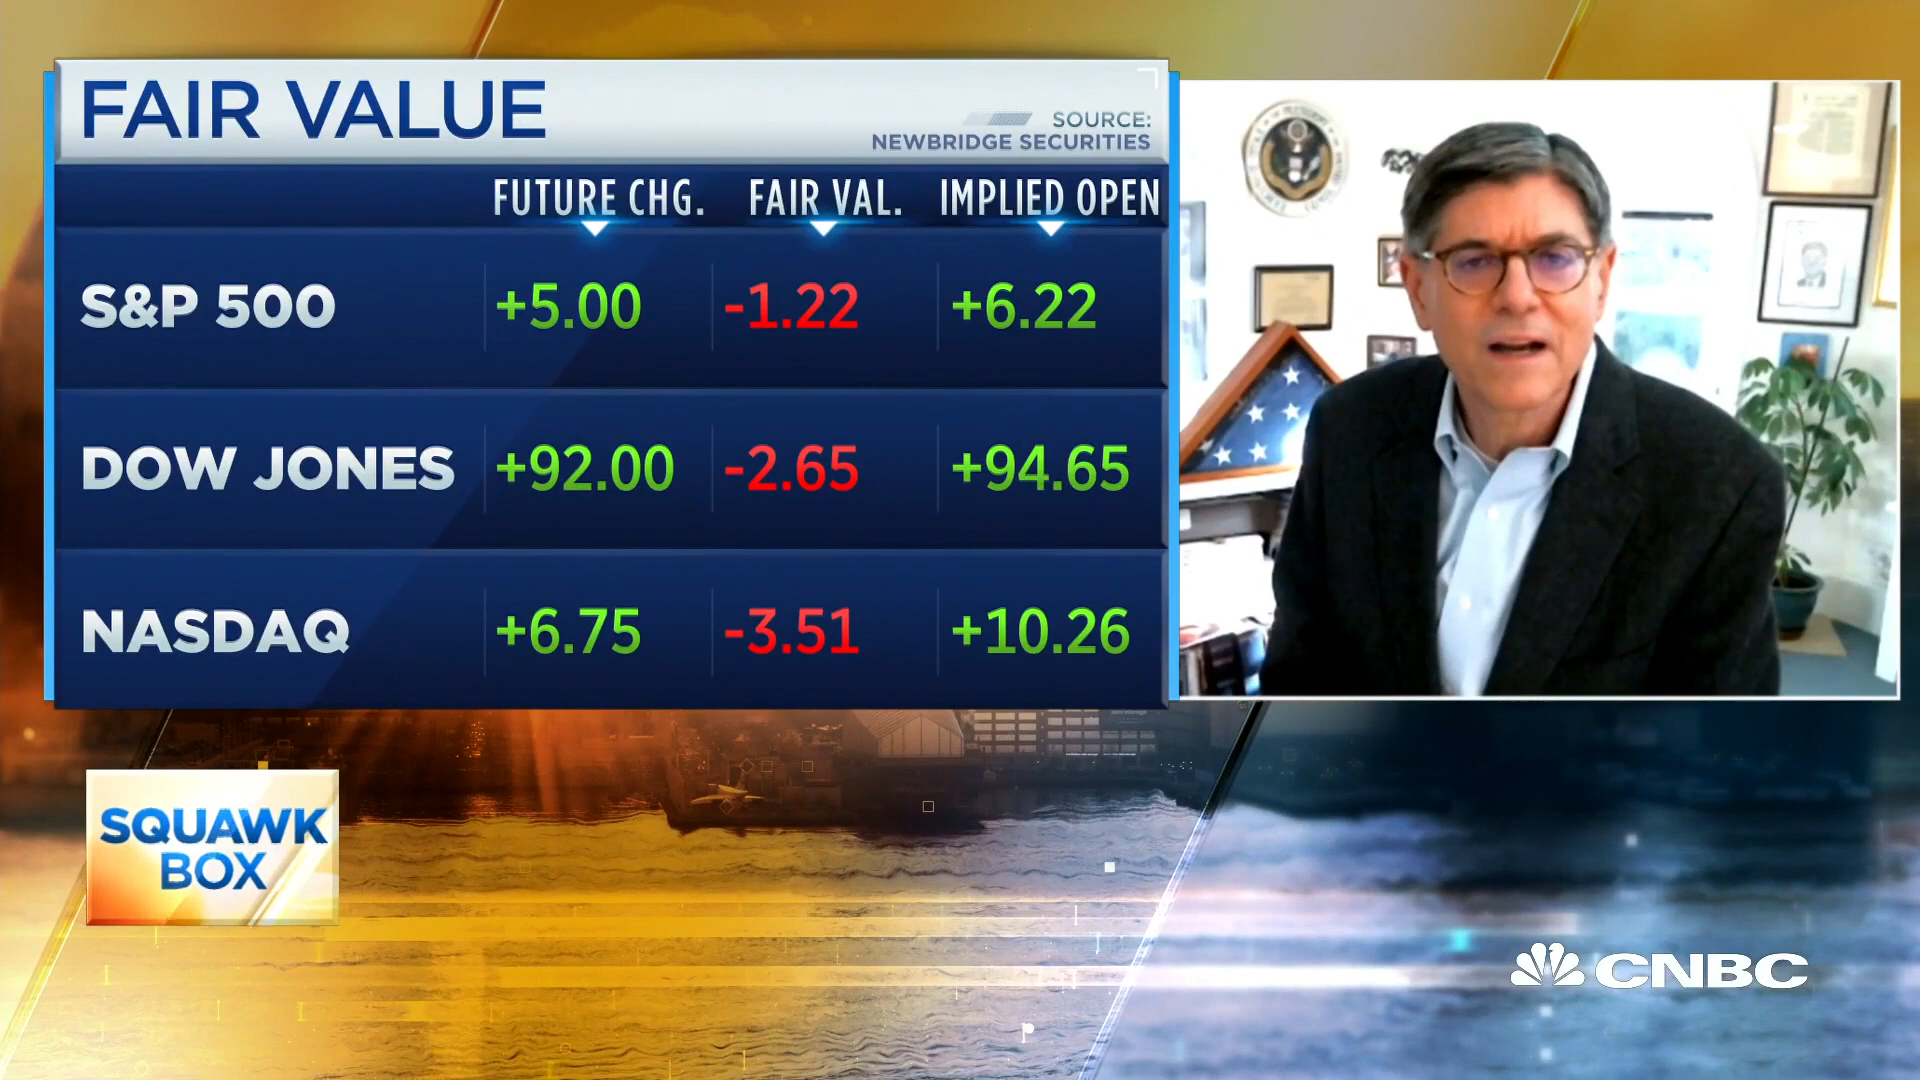 FAIR VALUE
SOURCE:
NEWBRIDGE SECURITIES
FUTURE CHG. FAIR VAL. IMPLIED OPEN
S&P 500 +5.00 -1.22 +6.22
DOW JONES +92.00 -2.65 +94.65
NASDAQ +6.75 -3.51 +10.26
SQUAWK
BOX
CNBC